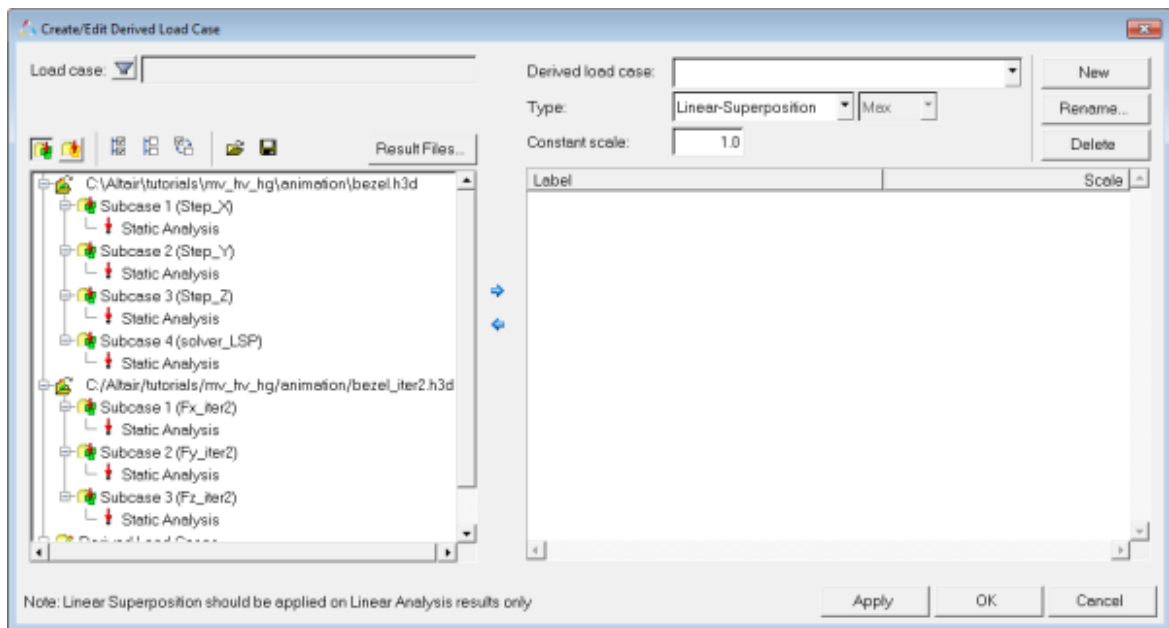 Create/Edit Derived Load Case
Load case:
Derived load case:
New
Type: Linear-Superposition Max
Rename...
Constant scale: 1.0
Delete
Result Files...
Label Scale
C:\Altair\tutorials\mv_hv_hg\animation\bezel.h3d
Subcase 1 (Step_X)
Static Analysis
Subcase 2 (Step_Y)
Static Analysis
Subcase 3 (Step_Z)
Static Analysis
Subcase 4 (solver_LSP)
Static Analysis
C:/Altair/tutorials/mv_hv_hg/animation/bezel_iter2.h3d
Subcase 1 (Fx_iter2)
Static Analysis
Subcase 2 (Fy_iter2)
Static Analysis
Subcase 3 (Fz_iter2)
Static Analysis
Derived Load Cases
Note: Linear Superposition should be applied on Linear Analysis results only
Apply OK Cancel